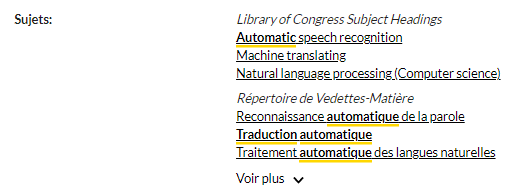 Sujets:
Library of Congress Subject Headings
Automatic speech recognition
Machine translating
Natural language processing (Computer science)
Répertoire de Vedettes-Matière
Reconnaissance automatique de la parole
Traduction automatique
Traitement automatique des langues naturelles
Voir plus